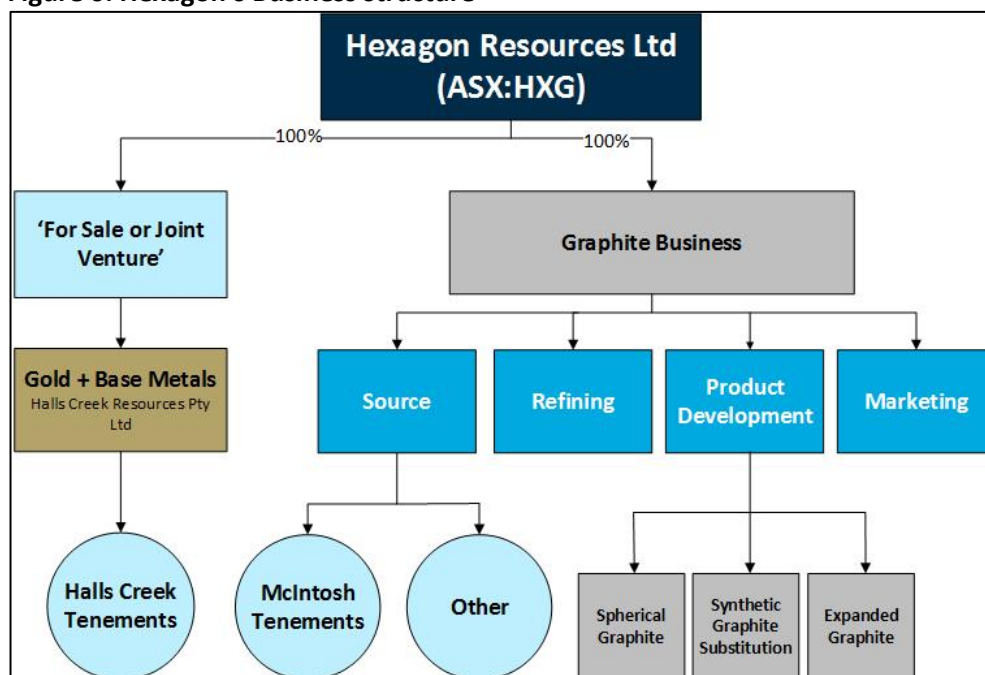 Hexagon Resources Ltd
(ASX:HXG)
100%
100%
‘For Sale or Joint
Venture’
Graphite Business
Gold + Base Metals
Halls Creek Resources Pty
Ltd
Source
Refining
Product
Development
Marketing
Halls Creek
Tenements
McIntosh
Tenements
Other
Spherical
Graphite
Synthetic
Graphite
Substitution
Expanded
Graphite